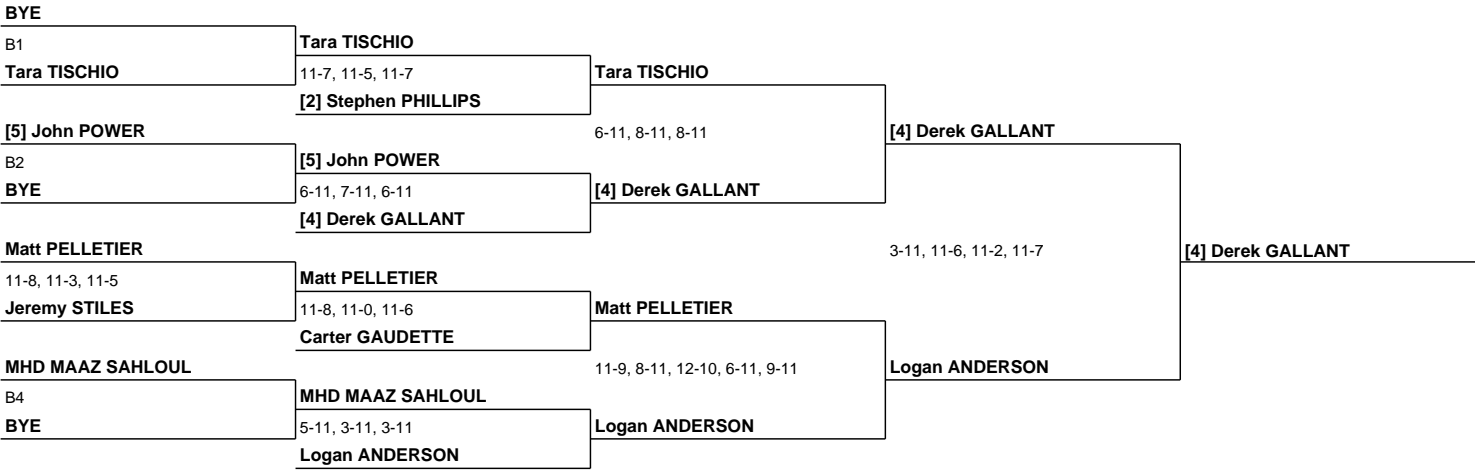 BYE
B1
Tara TISCHIO
Tara TISCHIO
11-7, 11-5, 11-7
[2] Stephen PHILLIPS
Tara TISCHIO
[5] John POWER
B2
BYE
[5] John POWER
6-11, 7-11, 6-11
[4] Derek GALLANT
6-11, 8-11, 8-11
[4] Derek GALLANT
[4] Derek GALLANT
Matt PELLETIER
11-8, 11-3, 11-5
Jeremy STILES
Matt PELLETIER
11-8, 11-0, 11-6
Carter GAUDETTE
Matt PELLETIER
MHD MAAZ SAHLOUL
B4
BYE
MHD MAAZ SAHLOUL
5-11, 3-11, 3-11
Logan ANDERSON
11-9, 8-11, 12-10, 6-11, 9-11
Logan ANDERSON
Logan ANDERSON
3-11, 11-6, 11-2, 11-7
[4] Derek GALLANT